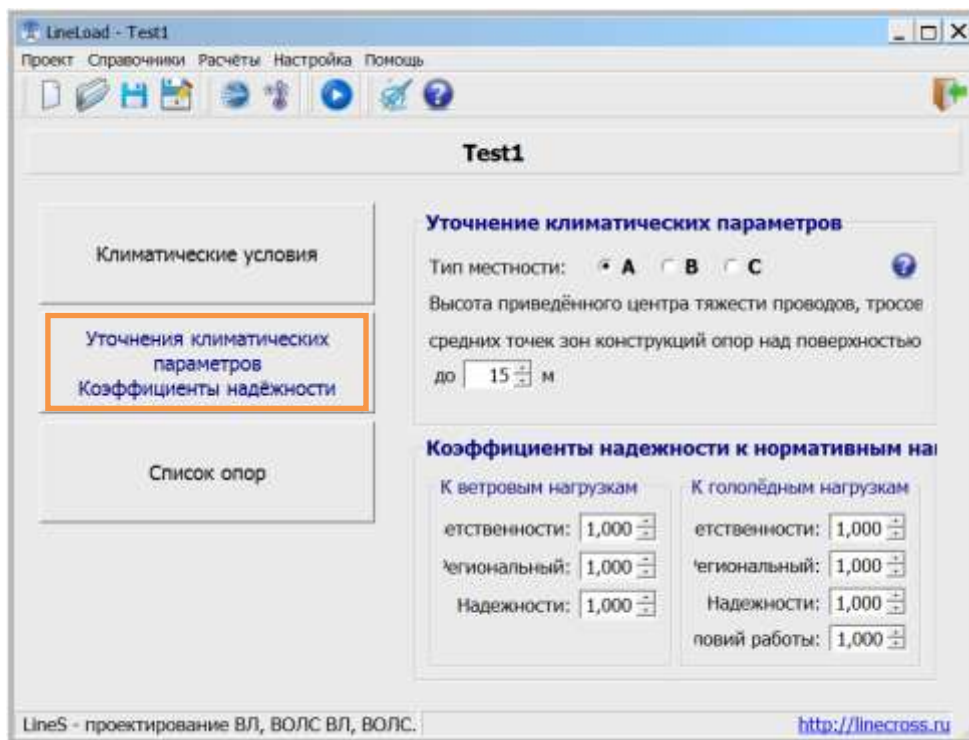 LineLoad - Test1
Проект Справочники Расчёты Настройка Помощь
Test1
Климатические условия
Уточнения климатических
параметров
Коэффициенты надёжности
Список опор
Уточнение климатических параметров
Тип местности: A B C
Высота приведённого центра тяжести проводов, тросов
средних точек зон конструкций опор над поверхностью
до 15 м
Коэффициенты надежности к нормативным наг
К ветровым нагрузкам
етственности: 1,000
егиональный: 1,000
Надежности: 1,000
К гололёдным нагрузкам
етственности: 1,000
егиональный: 1,000
Надежности: 1,000
ловий работы: 1,000
LineS - проектирование ВЛ, ВОЛС ВЛ, ВОЛС.
http://linecross.ru